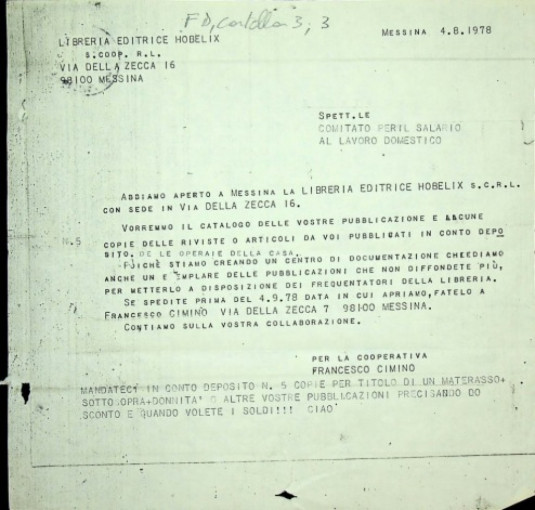 FD, cartella 3; 3
LIBRERIA EDITRICE HOBELIX
S.COOP. R.L.
VIA DELLA ZECCA 16
98100 MESSINA
MESSINA 4.8.1978
SPETT.LE
COMITATO PERIL SALARIO
AL LAVORO DOMESTICO
ABBIAMO APERTO A MESSINA LA LIBRERIA EDITRICE HOBELIX S.C.R.L.
CON SEDE IN VIA DELLA ZECCA 16.
VORREMMO IL CATALOGO DELLE VOSTRE PUBBLICAZIONE E ALCUNE
N.5 COPIE DELLE RIVISTE O ARTICOLI DA VOI PUBBLICATI IN CONTO DEPO
SITO. DE LE OPERAIE DELLA CASA.
POICHÈ STIAMO CREANDO UN CENTRO DI DOCUMENTAZIONE CHIEDIAMO
ANCHE UN E EMPLARE DELLE PUBBLICAZIONI CHE NON DIFFONDETE PIÙ,
PER METTERLO A DISPOSIZIONE DEI FREQUENTATORI DELLA LIBRERIA.
SE SPEDITE PRIMA DEL 4.9.78 DATA IN CUI APRIAMO, FATELO A
FRANCESCO CIMINO VIA DELLA ZECCA 7 98100 MESSINA.
CONTIAMO SULLA VOSTRA COLLABORAZIONE.
PER LA COOPERATIVA
FRANCESCO CIMINO
MANDATECI IN CONTO DEPOSITO N. 5 COPIE PER TITOLO DI UN MATERASSO+
SOTTOSOPRA+DONNITA' O ALTRE VOSTRE PUBBLICAZIONI PRECISANDO DO
SCONTO E QUANDO VOLETE I SOLDI!!! CIAO